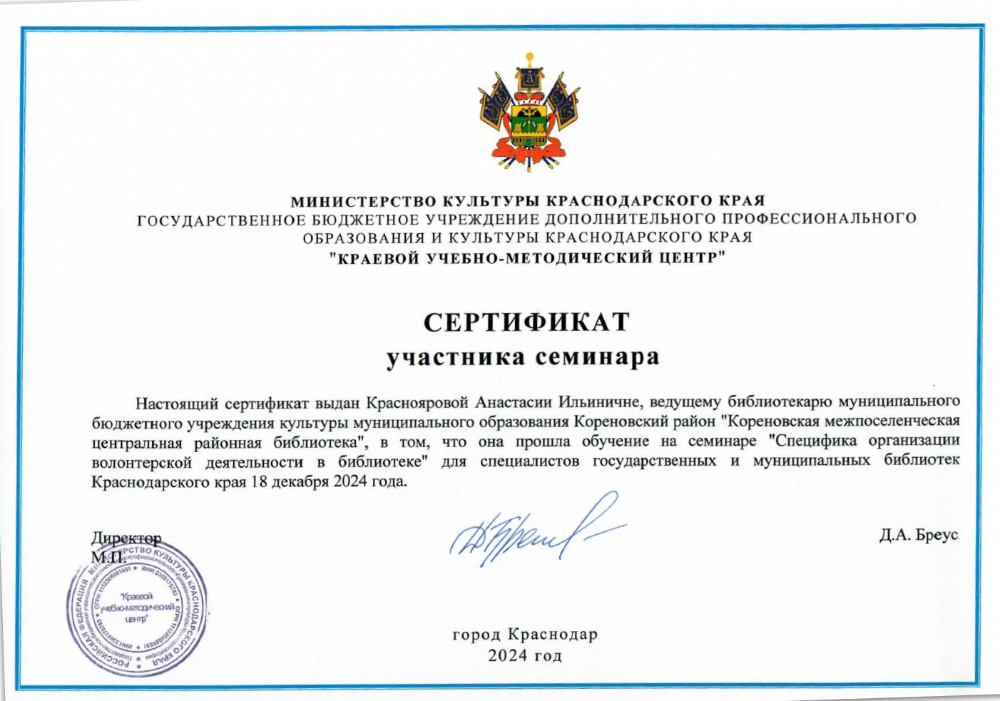 МИНИСТЕРСТВО КУЛЬТУРЫ КРАСНОДАРСКОГО КРАЯ
ГОСУДАРСТВЕННОЕ БЮДЖЕТНОЕ УЧРЕЖДЕНИЕ ДОПОЛНИТЕЛЬНОГО ПРОФЕССИОНАЛЬНОГО
ОБРАЗОВАНИЯ И КУЛЬТУРЫ КРАСНОДАРСКОГО КРАЯ
"КРАЕВОЙ УЧЕБНО-МЕТОДИЧЕСКИЙ ЦЕНТР"
СЕРТИФИКАТ
участника семинара
Настоящий сертификат выдан Краснояровой Анастасии Ильиничне, ведущему библиотекарю муниципального
бюджетного учреждения культуры муниципального образования Кореновский район "Кореновская межпоселенческая
центральная районная библиотека", в том, что она прошла обучение на семинаре "Специфика организации
волонтерской деятельности в библиотеке" для специалистов государственных и муниципальных библиотек
Краснодарского края 18 декабря 2024 года.
Директор
Д.А. Бреус
М.П.
РОССИЙСКАЯ ФЕДЕРАЦИЯ МИНИСТЕРСТВО КУЛЬТУРЫ КРАСНОДАРСКОГО КРАЯ
"Краевой
учебно-методический
центр"
город Краснодар
2024 год